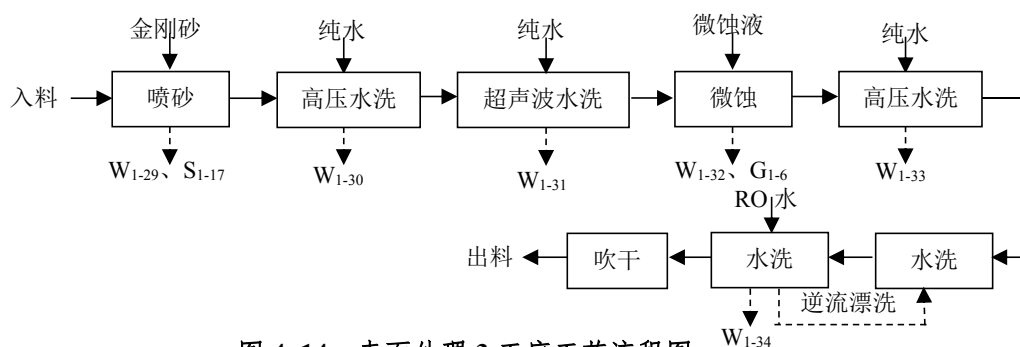 金刚砂 纯水 纯水 微蚀液 纯水
入料 喷砂 高压水洗 超声波水洗 微蚀 高压水洗
W1-29、S1-17 W1-30 W1-31 W1-32、G1-6 W1-33
RO 水
出料 吹干 水洗 水洗
逆流漂洗
W1-34